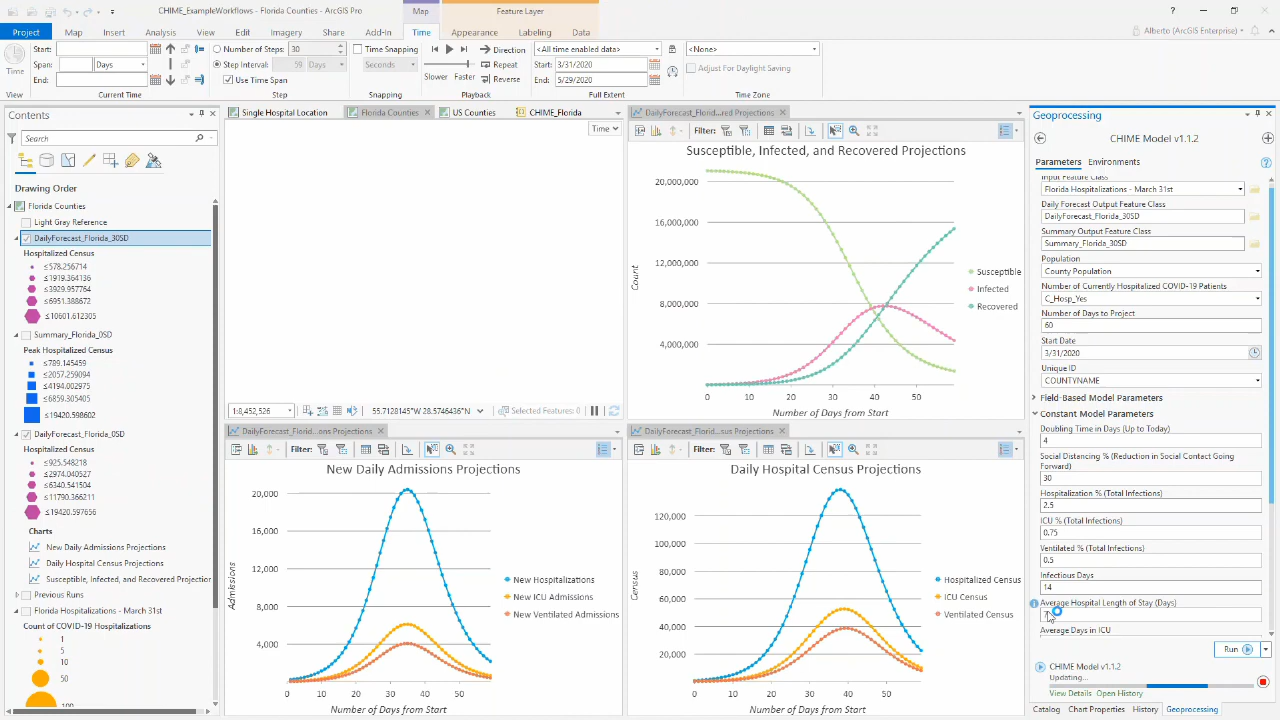 CHIME_ExampleWorkflows - Florida Counties - ArcGIS Pro
Map
Feature Layer
? 
Project
Map
Insert
Analysis
View
Edit
Imagery
Share
Add-In
Time
Appearance
Labeling
Data
Alberto (ArcGIS Enterprise)
Time
View
Start:
Span:
Days
End:
Current Time
Number of Steps:
30
Step Interval:
59
Days
Use Time Span
Step
Time Snapping
Seconds
Snapping
Slower
Faster
Direction
Repeat
Reverse
Playback
<All time enabled data>
Start:
3/31/2020
End:
5/29/2020
Full Extent
<None>
Adjust For Daylight Saving
Time Zone
Contents
Search
Drawing Order
Florida Counties
Light Gray Reference
DailyForecast_Florida_30SD
Hospitalized Census
≤578.256714
≤1919.364136
≤3929.957764
≤6951.388672
≤10601.612305
Summary_Florida_0SD
Peak Hospitalized Census
≤789.145459
≤2057.259094
≤4194.002975
≤6859.305405
≤19420.598602
DailyForecast_Florida_0SD
≤925.548218
≤2974.040527
≤6340.541504
≤11790.366211
≤19420.597656
Charts
New Daily Admissions Projections
Daily Hospital Census Projections
Susceptible, Infected, and Recovered Projection
Previous Runs
Florida Hospitalizations - March 31st
Count of COVID-19 Hospitalizations
1
5
10
50
100
Single Hospital Location
Florida Counties
US Counties
CHIME_Florida
Time
1:8,452,526
55.7128145°W 28.5746436°N
Selected Features: 0
DailyForecast_Florid...red Projections
Filter:
Susceptible, Infected, and Recovered Projections
20,000,000
16,000,000
12,000,000
8,000,000
4,000,000
Count
0
10
20
30
40
50
Number of Days from Start
Susceptible
Infected
Recovered
DailyForecast_Florid...ons Projections
Filter:
New Daily Admissions Projections
20,000
16,000
12,000
8,000
4,000
Admissions
0
10
20
30
40
50
Number of Days from Start
New Hospitalizations
New ICU Admissions
New Ventilated Admissions
DailyForecast_Florid...sus Projections
Filter:
Daily Hospital Census Projections
120,000
100,000
80,000
60,000
40,000
20,000
Census
0
10
20
30
40
50
Number of Days from Start
Hospitalized Census
ICU Census
Ventilated Census
Geoprocessing
CHIME Model v1.1.2
Parameters
Environments
Input Feature Class
Florida Hospitalizations - March 31st
Daily Forecast Output Feature Class
DailyForecast_Florida_30SD
Summary Output Feature Class
Summary_Florida_30SD
Population
County Population
Number of Currently Hospitalized COVID-19 Patients
C_Hosp_Yes
Number of Days to Project
60
Start Date
3/31/2020
Unique ID
COUNTYNAME
Field-Based Model Parameters
Constant Model Parameters
Doubling Time in Days (Up to Today)
4
Social Distancing % (Reduction in Social Contact Going
Forward)
30
Hospitalization % (Total Infections)
2.5
ICU % (Total Infections)
0.75
Ventilated % (Total Infections)
0.5
Infectious Days
14
Average Hospital Length of Stay (Days)
7
Average Days in ICU
Run
CHIME Model v1.1.2
Updating...
View Details Open History
Catalog
Chart Properties
History
Geoprocessing